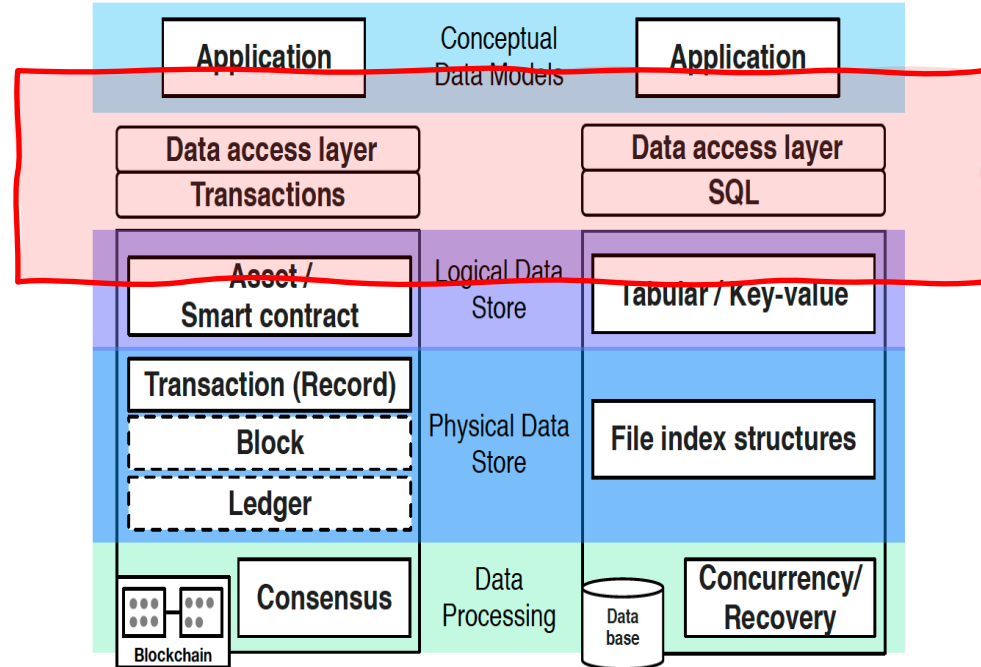 Application
Conceptual
Data Models
Application
Data access layer
Transactions
Data access layer
SQL
Asset /
Smart contract
Logical Data
Store
Tabular / Key-value
Transaction (Record)
Block
Ledger
Physical Data
Store
File index structures
Consensus
Blockchain
Data
Processing
Data
base
Concurrency/
Recovery